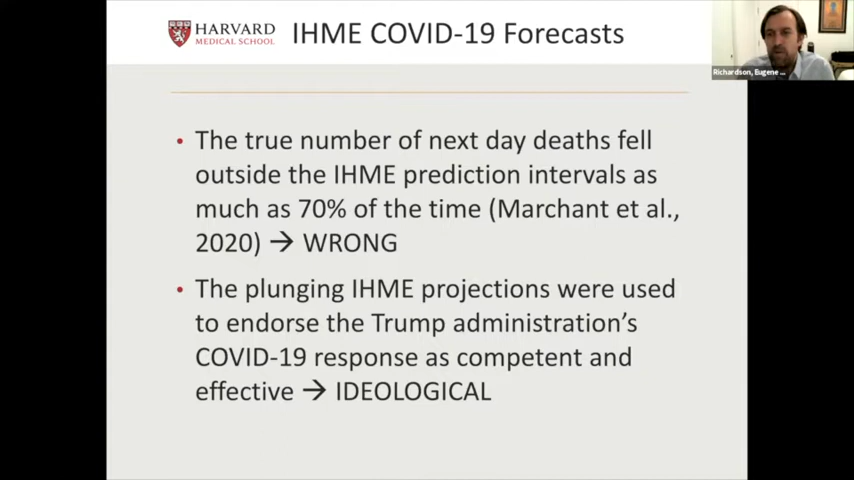 HARVARD
MEDICAL SCHOOL
IHME COVID-19 Forecasts
Richardson, Eugene ...
• The true number of next day deaths fell
outside the IHME prediction intervals as
much as 70% of the time (Marchant et al.,
2020) → WRONG
• The plunging IHME projections were used
to endorse the Trump administration's
COVID-19 response as competent and
effective → IDEOLOGICAL